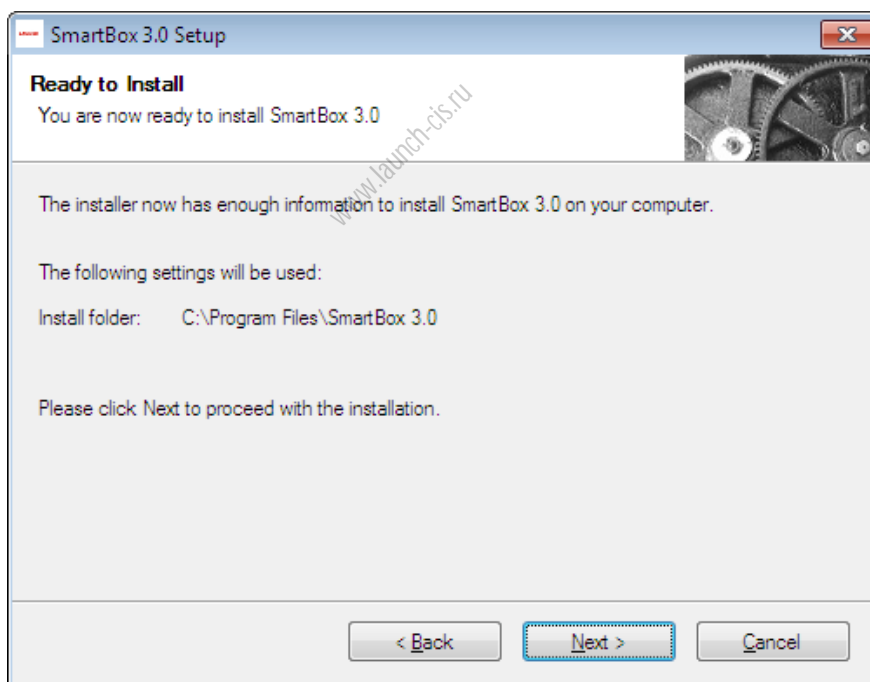 SmartBox 3.0 Setup
Ready to Install
You are now ready to install SmartBox 3.0
www.launch-cis.ru
The installer now has enough information to install SmartBox 3.0 on your computer.
The following settings will be used:
Install folder: C:\Program Files\SmartBox 3.0
Please click Next to proceed with the installation.
< Back Next > Cancel